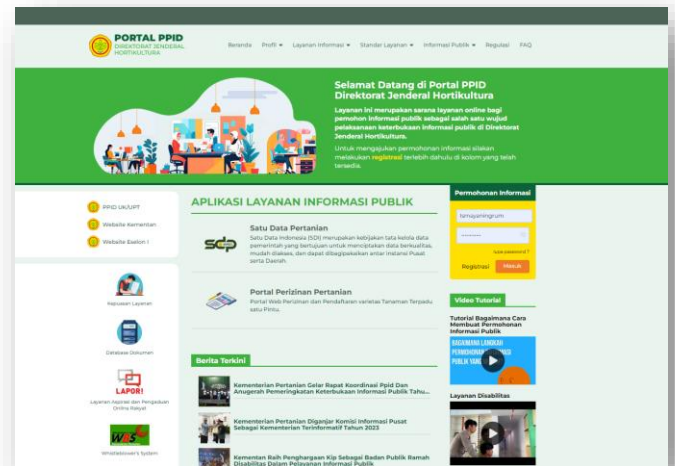 PORTAL PPID
DIREKTORAT JENDERAL
HORTIKULTURA
Beranda Profil Layanan Informasi Standar Layanan Informasi Publik Regulasi FAQ
Selamat Datang di Portal PPID
Direktorat Jenderal Hortikultura
Layanan ini merupakan sarana layanan online bagi
pemohon informasi publik sebagai salah satu wujud
pelaksanaan keterbukaan informasi publik di Direktorat
Jenderal Hortikultura.
Untuk mengajukan permohonan informasi silakan
melakukan registrasi terlebih dahulu di kolom yang telah
tersedia.
PPID UK/UPT
Website Kementan
Website Eselon I
Kepuasan Layanan
Database Dokumen
LAPOR!
Layanan Aspirasi dan Pengaduan
Online Rakyat
WBS
Whistleblower's System
APLIKASI LAYANAN INFORMASI PUBLIK
Satu Data Pertanian
Satu Data Indonesia (SDI) merupakan kebijakan tata kelola data
pemerintah yang bertujuan untuk menciptakan data berkualitas,
mudah diakses, dan dapat dibagipakaikan antar Instansi Pusat
serta Daerah
Portal Perizinan Pertanian
Portal Web Perizinan dan Pendaftaran varietas Tanaman Terpadu
satu Pintu.
Berita Terkini
Kementerian Pertanian Gelar Rapat Koordinasi Ppid Dan
Anugerah Pemeringkatan Keterbukaan Informasi Publik Tahu...
Kementerian Pertanian Diganjar Komisi Informasi Pusat
Sebagai Kementerian Terinformatif Tahun 2023
Kementan Raih Penghargaan Kip Sebagai Badan Publik Ramah
Disabilitas Dalam Pelayanan Informasi Publik
Permohonan Informasi
Registrasi MASUK
Video Tutorial
Tutorial Bagaimana Cara
Membuat Permohonan
Informasi Publik
BAGAIMANA LANGKAH
PERMOHONAN
PUBLIK
Layanan Disabilitas